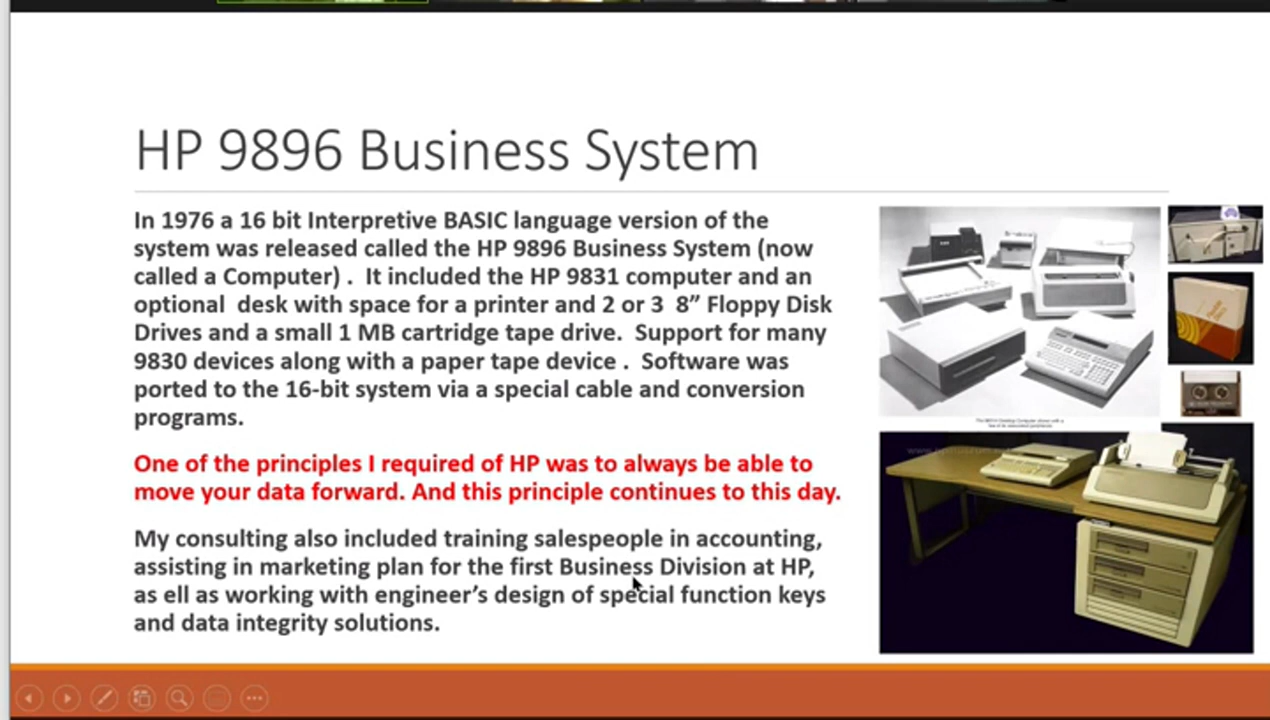 HP 9896 Business System
In 1976 a 16 bit Interpretive BASIC language version of the
system was released called the HP 9896 Business System (now
called a Computer) .  It included the HP 9831 computer and an
optional  desk with space for a printer and 2 or 3  8” Floppy Disk
Drives and a small 1 MB cartridge tape drive.  Support for many
9830 devices along with a paper tape device .  Software was
ported to the 16-bit system via a special cable and conversion
programs.
One of the principles I required of HP was to always be able to
move your data forward. And this principle continues to this day.
My consulting also included training salespeople in accounting,
assisting in marketing plan for the first Business Division at HP,
as ell as working with engineer’s design of special function keys
and data integrity solutions.